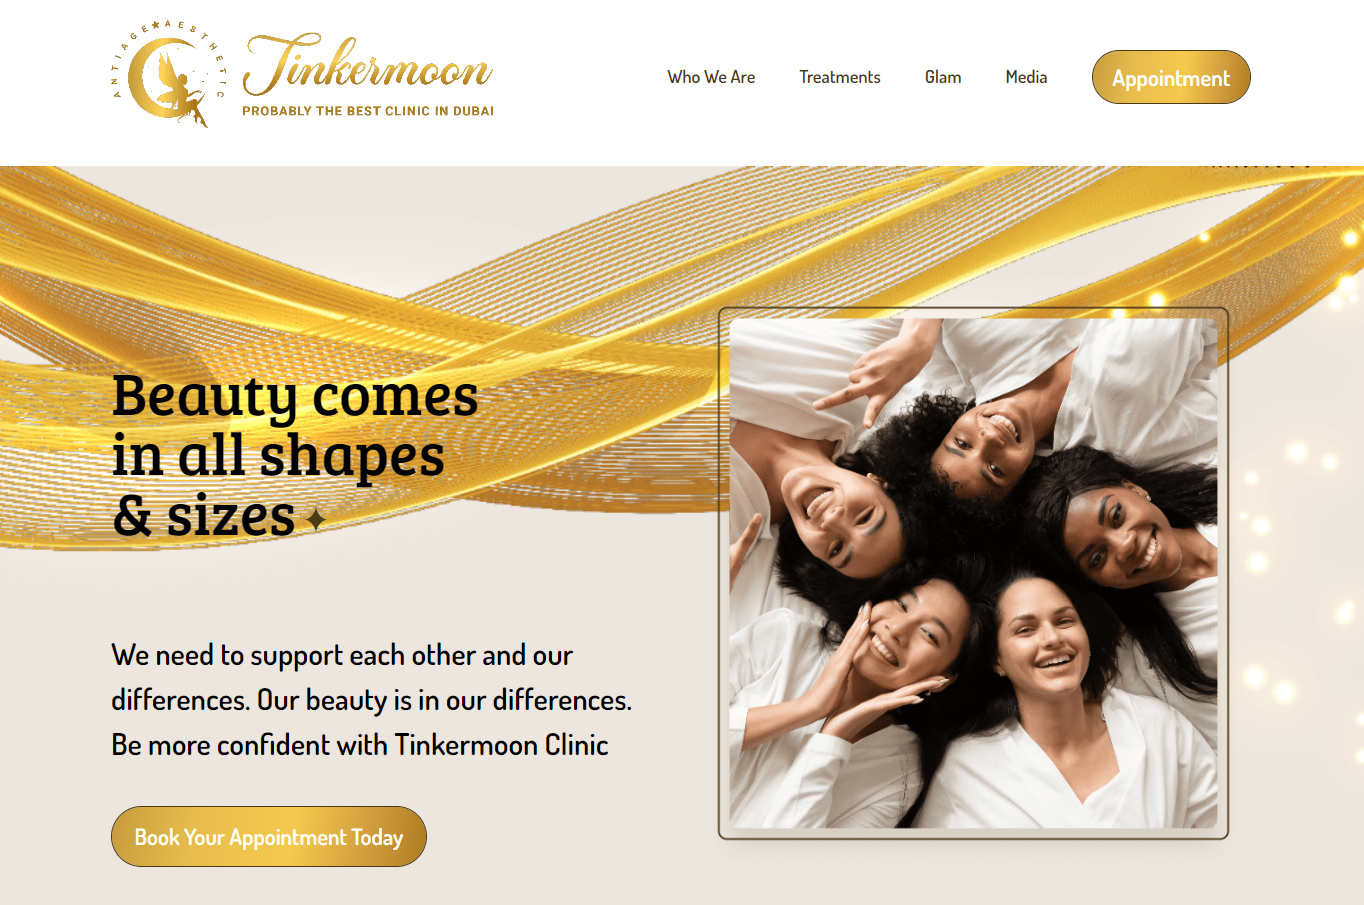 ANTIAGE★AESTHETIC
Tinkermoon
PROBABLY THE BEST CLINIC IN DUBAI
Who We Are
Treatments
Glam
Media
Appointment
Beauty comes
in all shapes
& sizes
We need to support each other and our
differences. Our beauty is in our differences.
Be more confident with Tinkermoon Clinic
Book Your Appointment Today